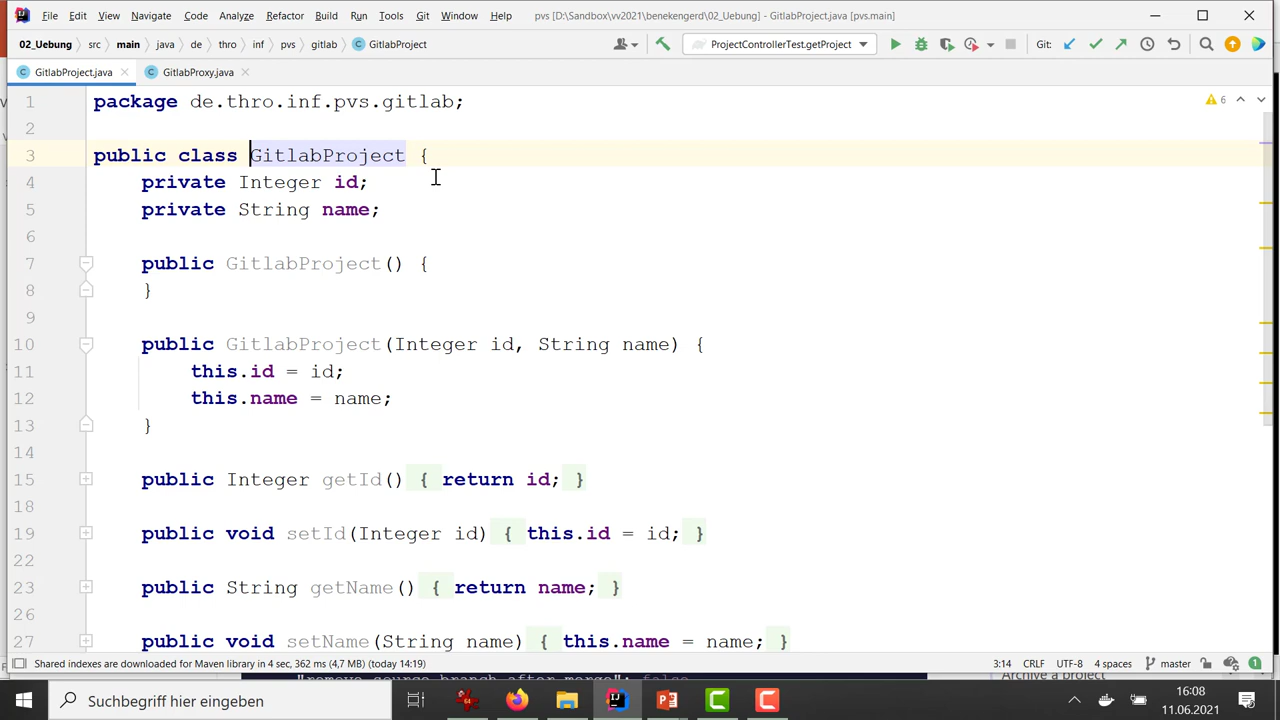 File Edit View Navigate Code Analyze Refactor Build Run Tools Git Window Help pvs [D:\Sandbox\vv2021\benekengerd\02_Uebung] - GitlabProject.java [pvs.main]
02_Uebung src main java de thro inf pvs gitlab GitlabProject ProjectControllerTest.getProject Git:
GitlabProject.java GitlabProxy.java
1 package de.thro.inf.pvs.gitlab; 6
2
3 public class GitlabProject {
4 private Integer id;
5 private String name;
6
7 public GitlabProject() {
8 }
9
10 public GitlabProject(Integer id, String name) {
11 this.id = id;
12 this.name = name;
13 }
14
15 public Integer getId() { return id; }
18
19 public void setId(Integer id) { this.id = id; }
22
23 public String getName() { return name; }
26
27 public void setName(String name) { this.name = name; }
Shared indexes are downloaded for Maven library in 4 sec, 362 ms (4,7 MB) (today 14:19) 3:14 CRLF UTF-8 4 spaces master 1
"remove_source_branch_after_merge": false, Archive a project
Suchbegriff hier eingeben 16:08
11.06.2021